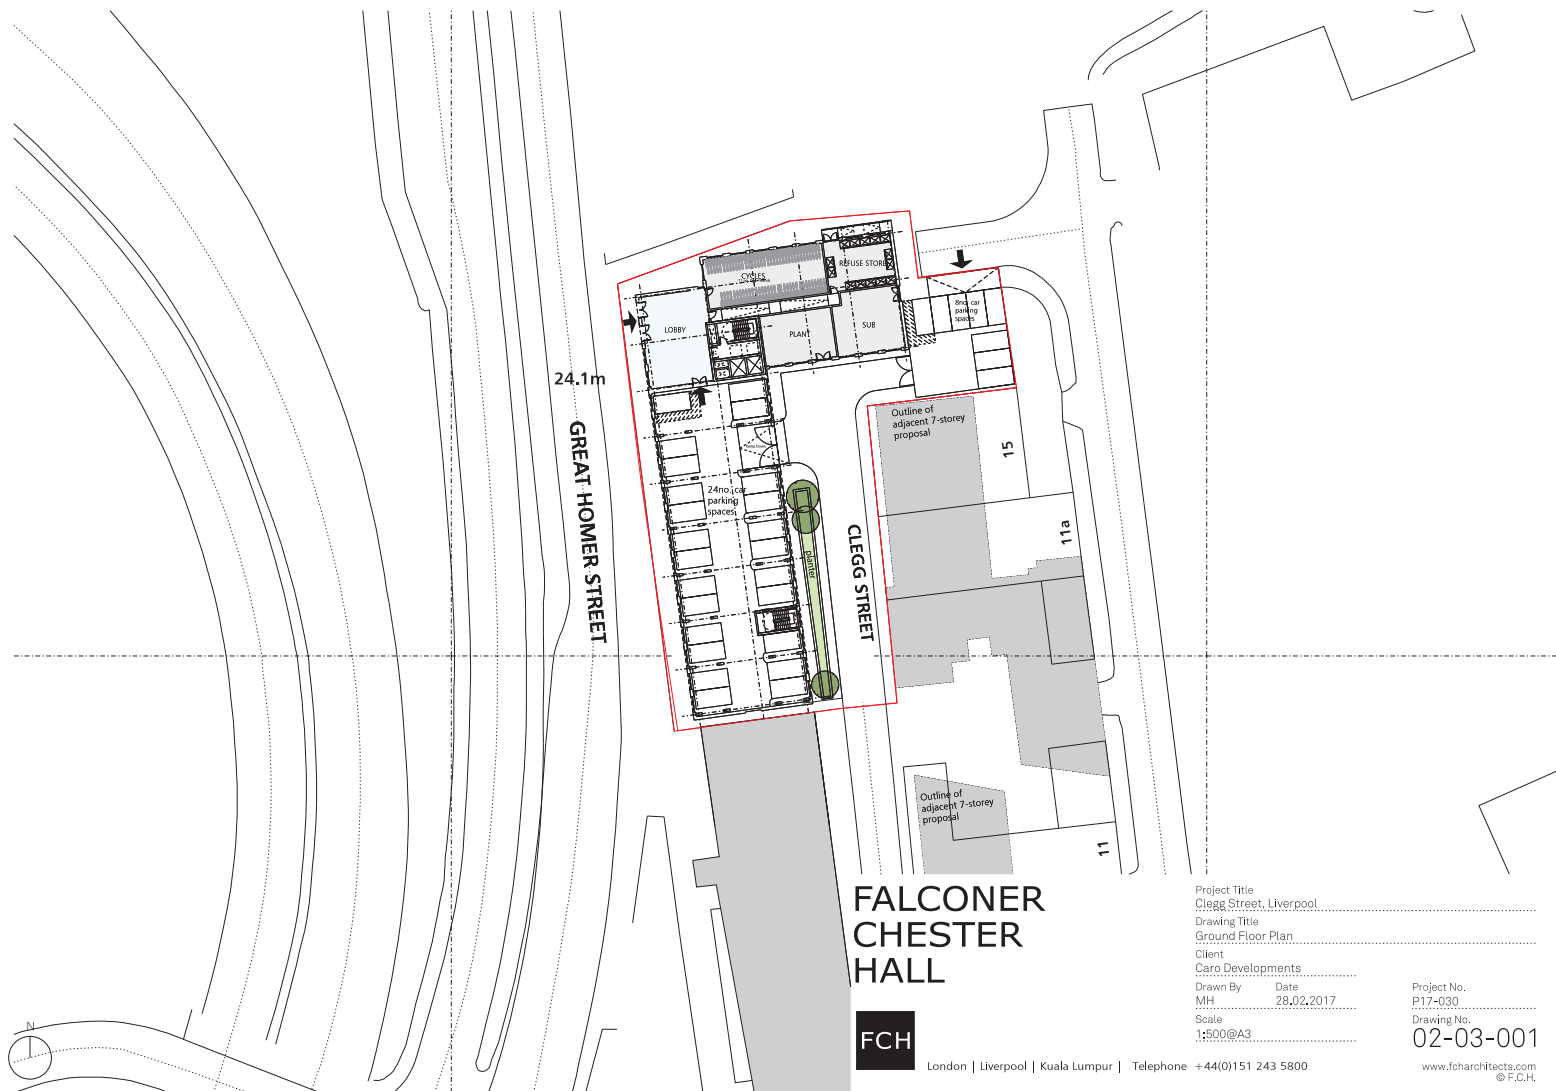 CYCLES
REFUSE STORE
LOBBY
PLANT
SUB
8no. car
parking
spaces
24.1m
GREAT HOMER STREET
24no. car
parking
spaces
planter
CLEGG STREET
Outline of
adjacent 7-storey
proposal
15
11a
Outline of
adjacent 7-storey
proposal
11
N
FALCONER
CHESTER
HALL
FCH
London | Liverpool | Kuala Lumpur | Telephone +44(0)151 243 5800
Project Title
Clegg Street, Liverpool
Drawing Title
Ground Floor Plan
Client
Caro Developments
Drawn By Date
MH 28.02.2017
Project No.
P17-030
Scale
1:500@A3
Drawing No.
02-03-001
www.fcharchitects.com
© F.C.H.